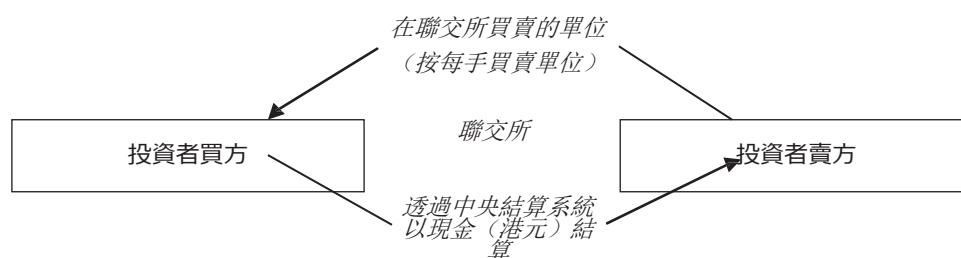 在聯交所買賣的單位
（按每手買賣單位）
聯交所
投資者買方
投資者賣方
透過中央結算系統
以現金（港元）結
算